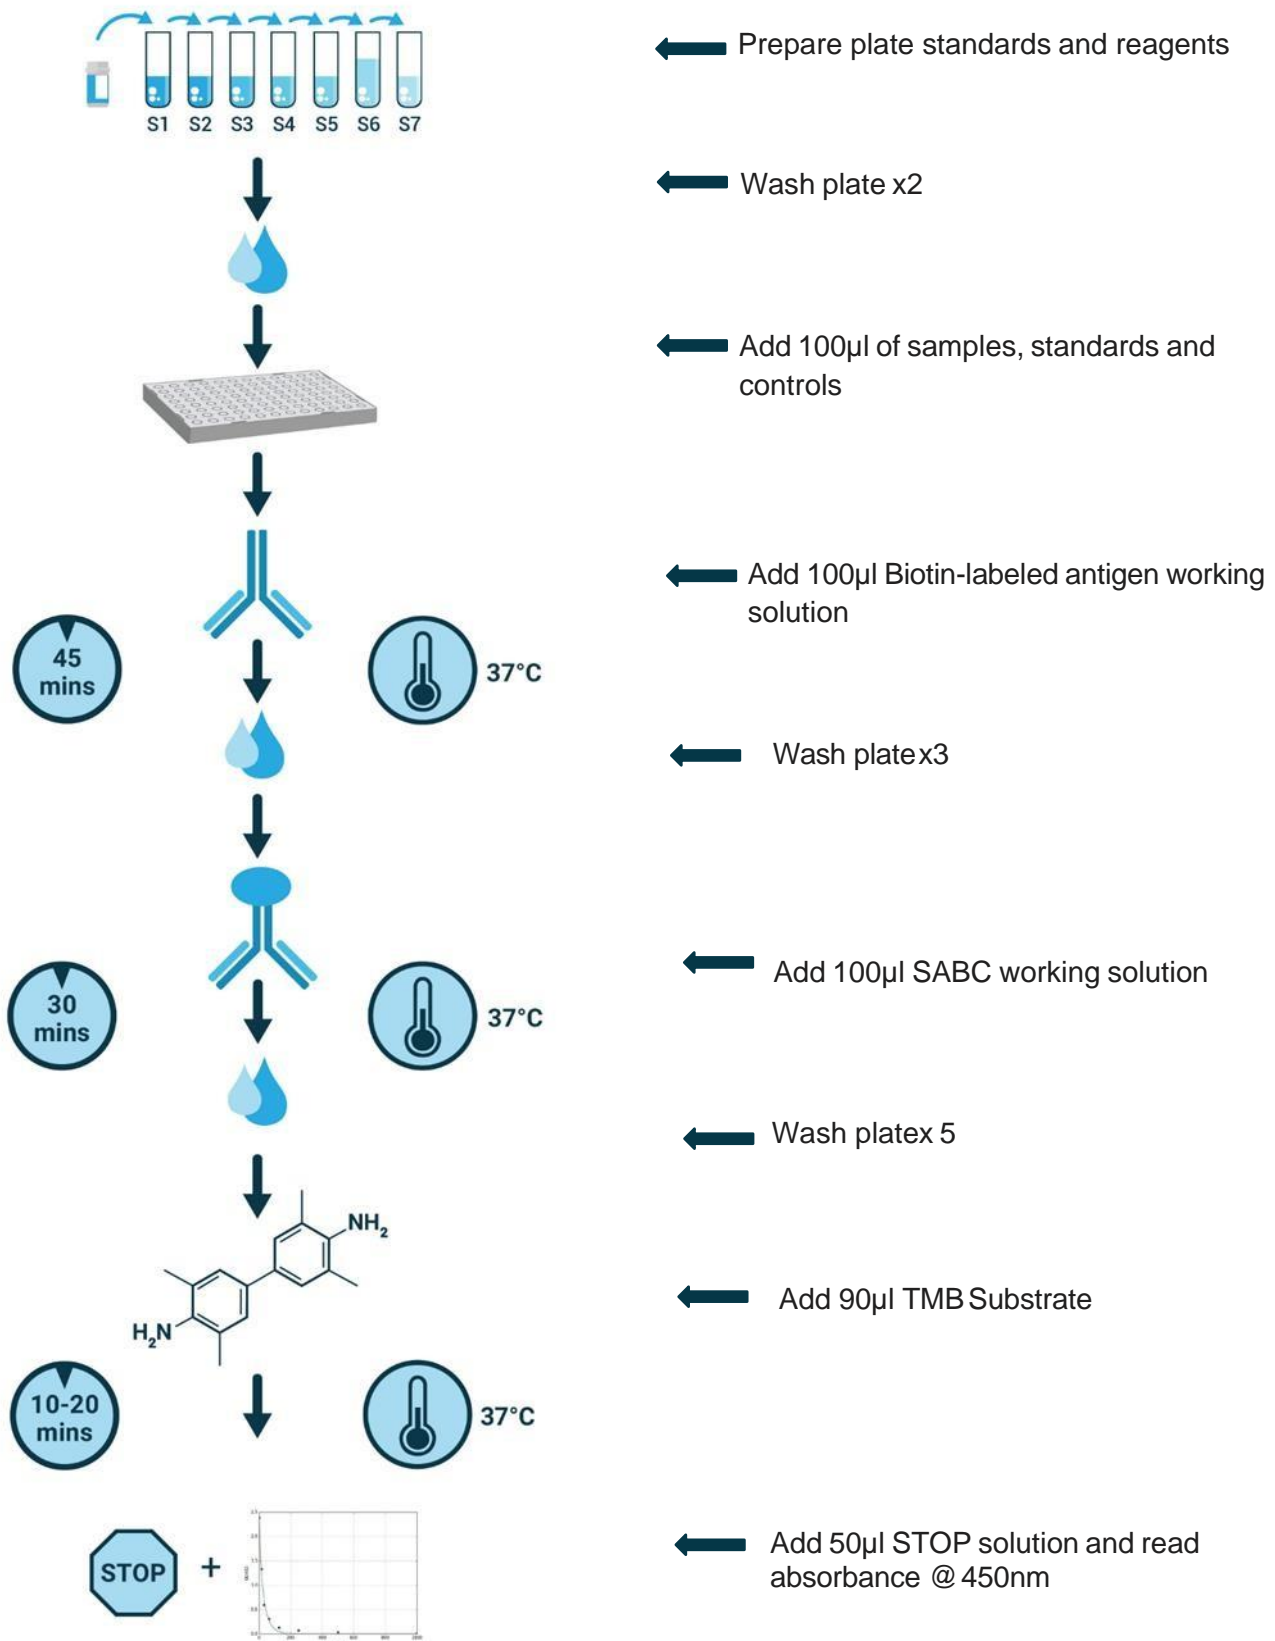 Prepare plate standards and reagents
S1 S2 S3 S4 S5 S6 S7
Wash plate x2
Add 100µl of samples, standards and
controls
Add 100µl Biotin-labeled antigen working
solution
45
mins
37°C
Wash plate x3
Add 100µl SABC working solution
30
mins
37°C
Wash platex 5
NH2
H2N
Add 90µl TMB Substrate
10-20
mins
37°C
STOP
+
Add 50µl STOP solution and read
absorbance @ 450nm